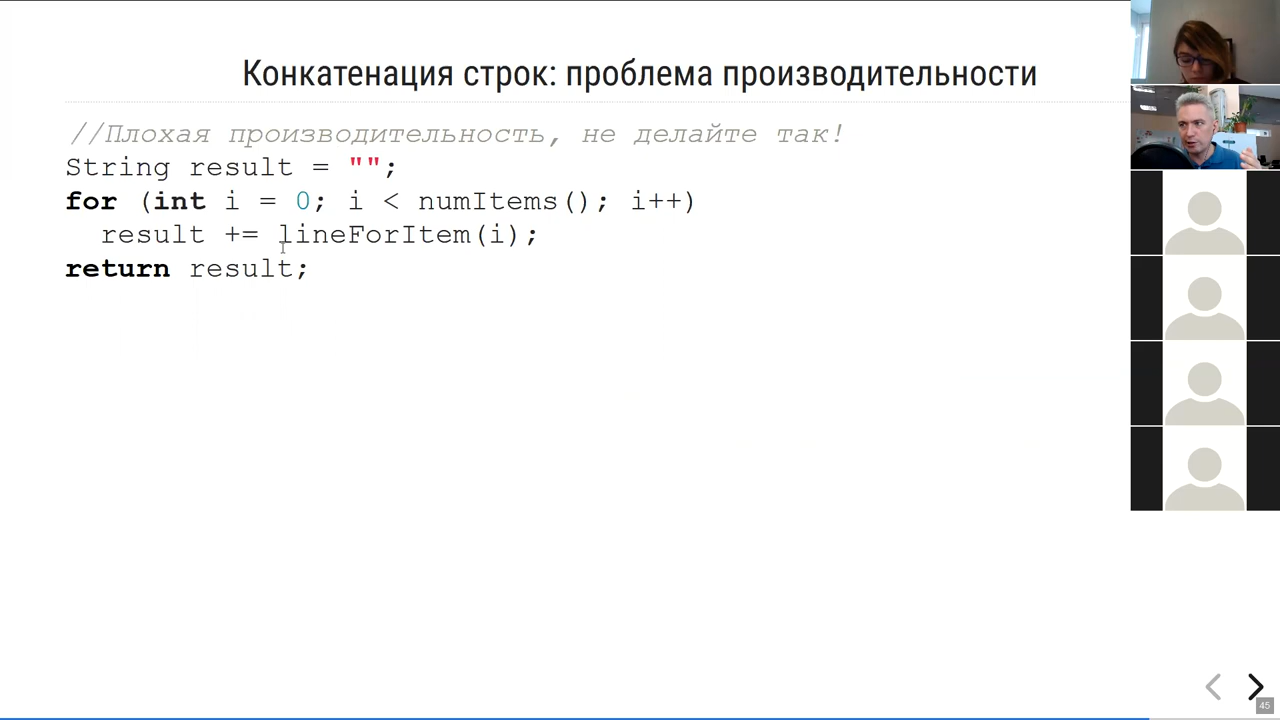 Конкатенация строк: проблема производительности
//Плохая производительность, не делайте так!
String result = "";
for (int i = 0; i < numItems(); i++)
result += lineForItem(i);
return result;
45